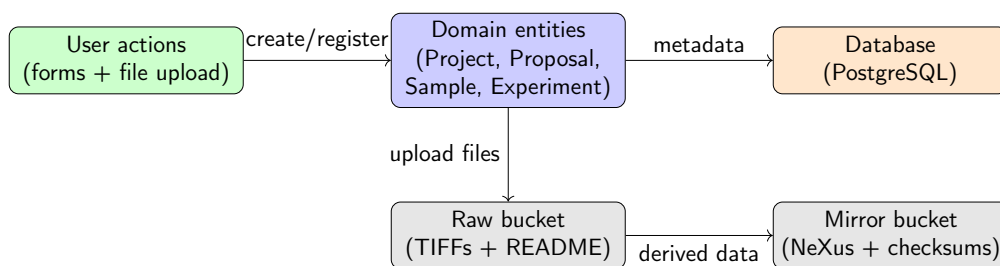 User actions
(forms + file upload)
create/register
Domain entities
(Project, Proposal,
Sample, Experiment)
metadata
Database
(PostgreSQL)
upload files
Raw bucket
(TIFFs + README)
derived data
Mirror bucket
(NeXus + checksums)